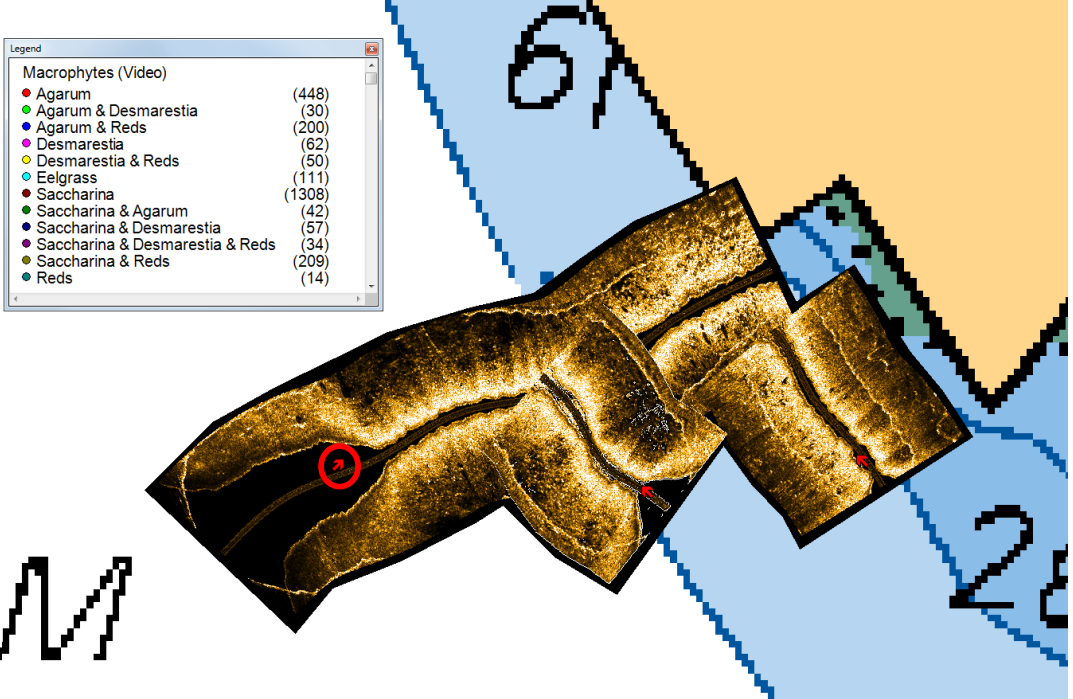 Legend
Macrophytes (Video)
Agarum (448)
Agarum & Desmarestia (30)
Agarum & Reds (200)
Desmarestia (62)
Desmarestia & Reds (50)
Eelgrass (111)
Saccharina (1308)
Saccharina & Agarum (42)
Saccharina & Desmarestia (57)
Saccharina & Desmarestia & Reds (34)
Saccharina & Reds (209)
Reds (14)
61
M
28